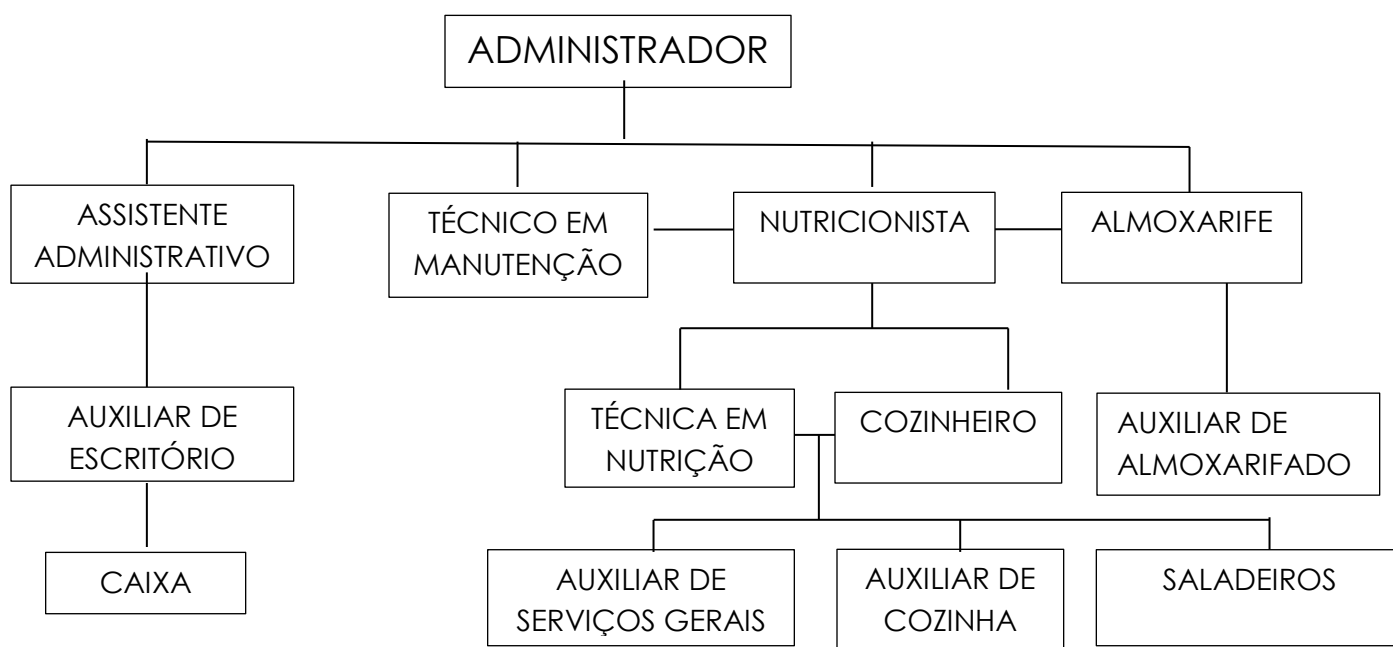 ADMINISTRADOR
ASSISTENTE
ADMINISTRATIVO
TÉCNICO EM
MANUTENÇÃO
NUTRICIONISTA
ALMOXARIFE
AUXILIAR DE
ESCRITÓRIO
TÉCNICA EM
NUTRIÇÃO
COZINHEIRO
AUXILIAR DE
ALMOXARIFADO
CAIXA
AUXILIAR DE
SERVIÇOS GERAIS
AUXILIAR DE
COZINHA
SALADEIROS